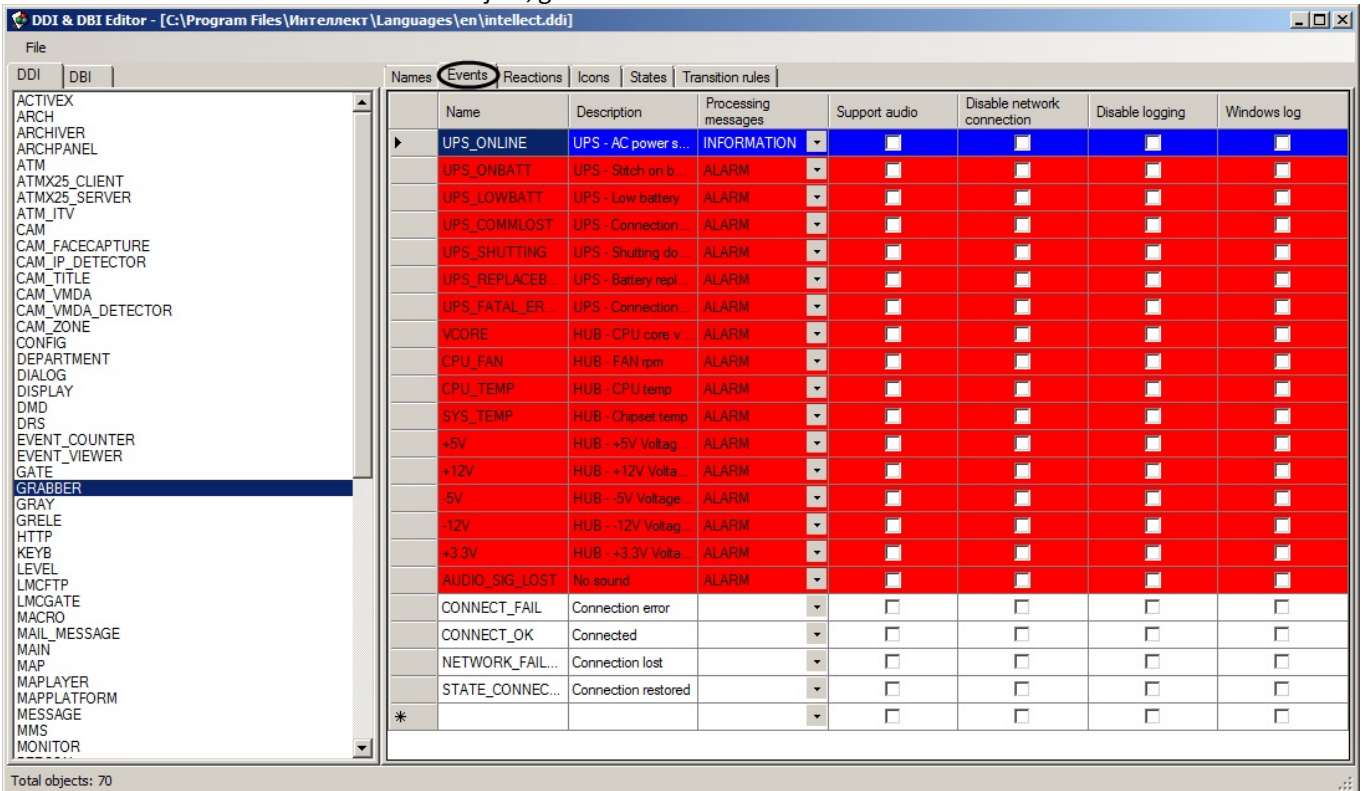 DDI & DBI Editor - [C:\Program Files\Интеллект\Languages\en\intellect.ddi]
File
DDI DBI
Names Events Reactions Icons States Transition rules
ACTIVEX
ARCH
ARCHIVER
ARCHPANEL
ATM
ATMX25_CLIENT
ATMX25_SERVER
ATM_ITV
CAM
CAM_FACECAPTURE
CAM_IP_DETECTOR
CAM_TITLE
CAM_VMDA
CAM_VMDA_DETECTOR
CAM_ZONE
CONFIG
DEPARTMENT
DIALOG
DISPLAY
DMD
DRS
EVENT_COUNTER
EVENT_VIEWER
GATE
GRABBER
GRAY
GRELE
HTTP
KEYB
LEVEL
LMCFTP
LMCGATE
MACRO
MAIL_MESSAGE
MAIN
MAP
MAPLAYER
MAPPLATFORM
MESSAGE
MMS
MONITOR
Name Description Processing messages Support audio Disable network connection Disable logging Windows log
UPS_ONLINE UPS - AC power s... INFORMATION
UPS_ONBATT UPS - Stitch on b... ALARM
UPS_LOWBATT UPS - Low battery ALARM
UPS_COMMLOST UPS - Connection... ALARM
UPS_SHUTTING UPS - Shutting do... ALARM
UPS_REPLACEB... UPS - Battery repl... ALARM
UPS_FATAL_ER... UPS - Connection... ALARM
VCORE HUB - CPU core v... ALARM
CPU_FAN HUB - FAN rpm ALARM
CPU_TEMP HUB - CPU temp ALARM
SYS_TEMP HUB - Chipset temp ALARM
+5V HUB - +5V Voltag... ALARM
+12V HUB - +12V Volta... ALARM
-5V HUB - -5V Voltage... ALARM
-12V HUB - -12V Voltag... ALARM
+3.3V HUB - +3.3V Volta... ALARM
AUDIO_SIG_LOST No sound ALARM
CONNECT_FAIL Connection error
CONNECT_OK Connected
NETWORK_FAIL... Connection lost
STATE_CONNEC... Connection restored
Total objects: 70